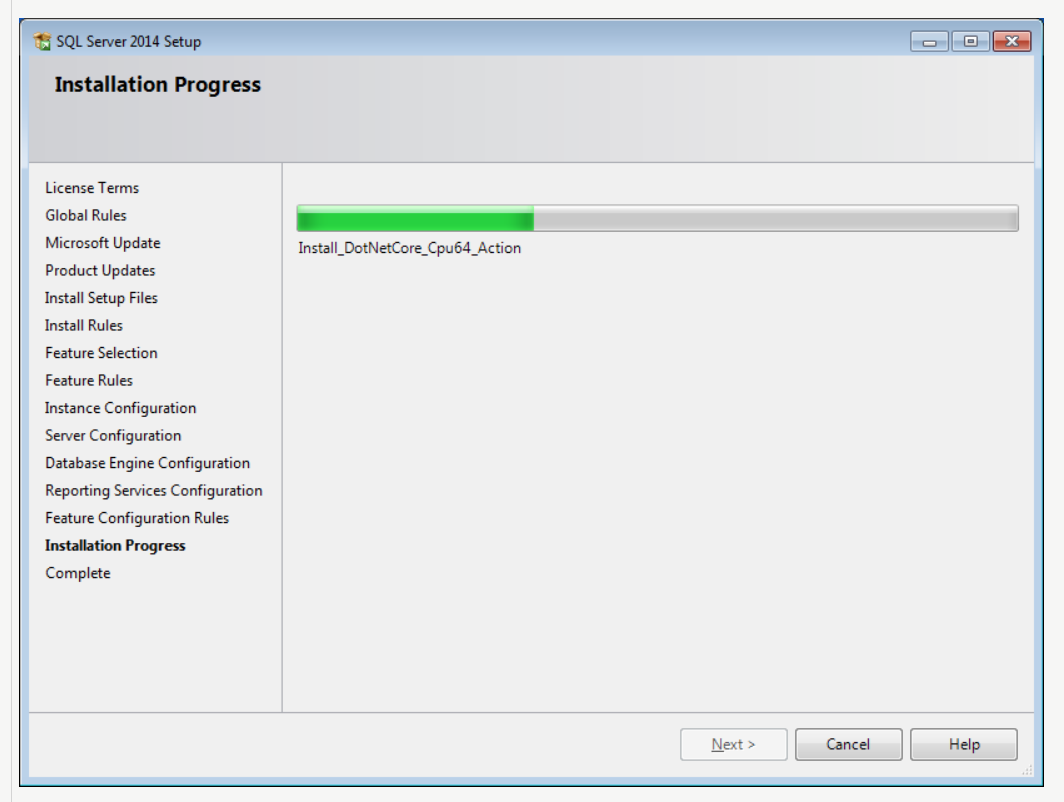 SQL Server 2014 Setup
Installation Progress
License Terms
Global Rules
Microsoft Update
Product Updates
Install Setup Files
Install Rules
Feature Selection
Feature Rules
Instance Configuration
Server Configuration
Database Engine Configuration
Reporting Services Configuration
Feature Configuration Rules
Installation Progress
Complete
Install_DotNetCore_Cpu64_Action
Next >
Cancel
Help